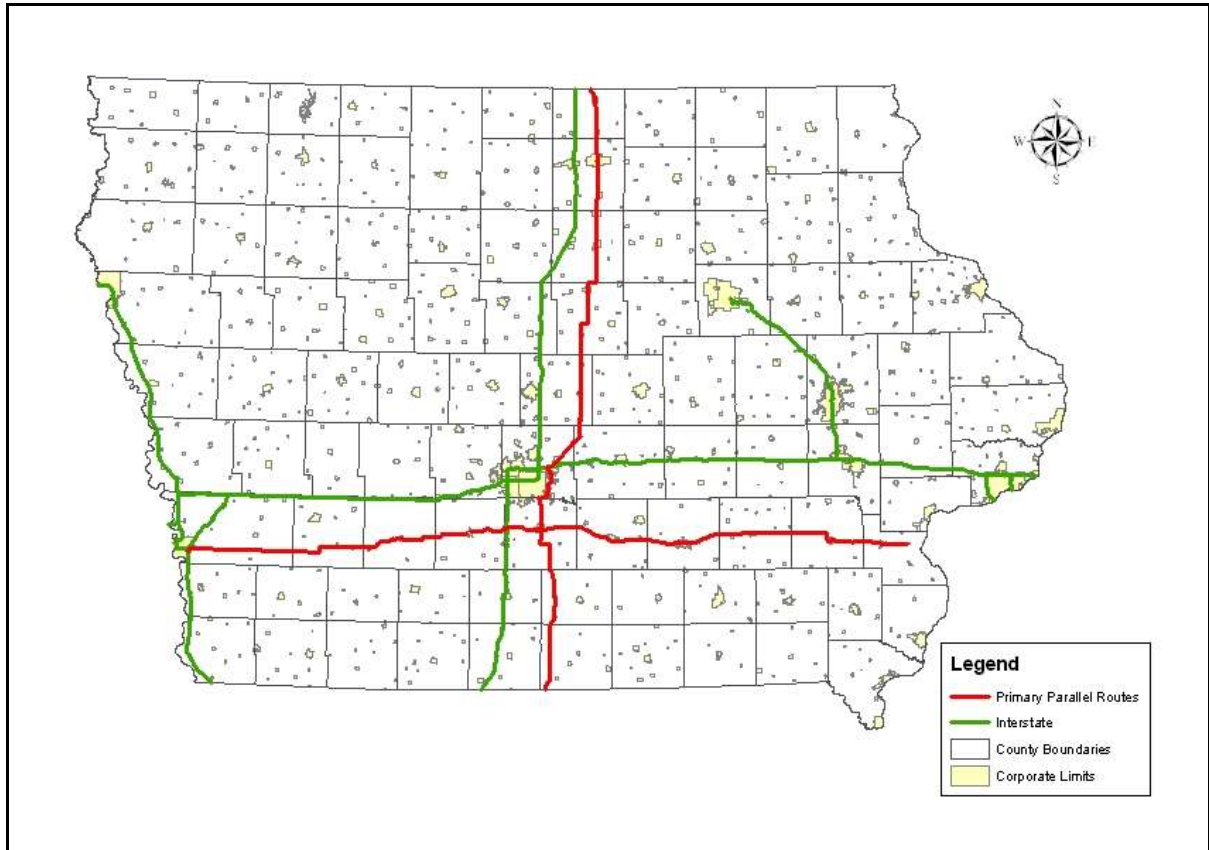 N
W
E
S
Legend
Primary Parallel Routes
Interstate
County Boundaries
Corporate Limits